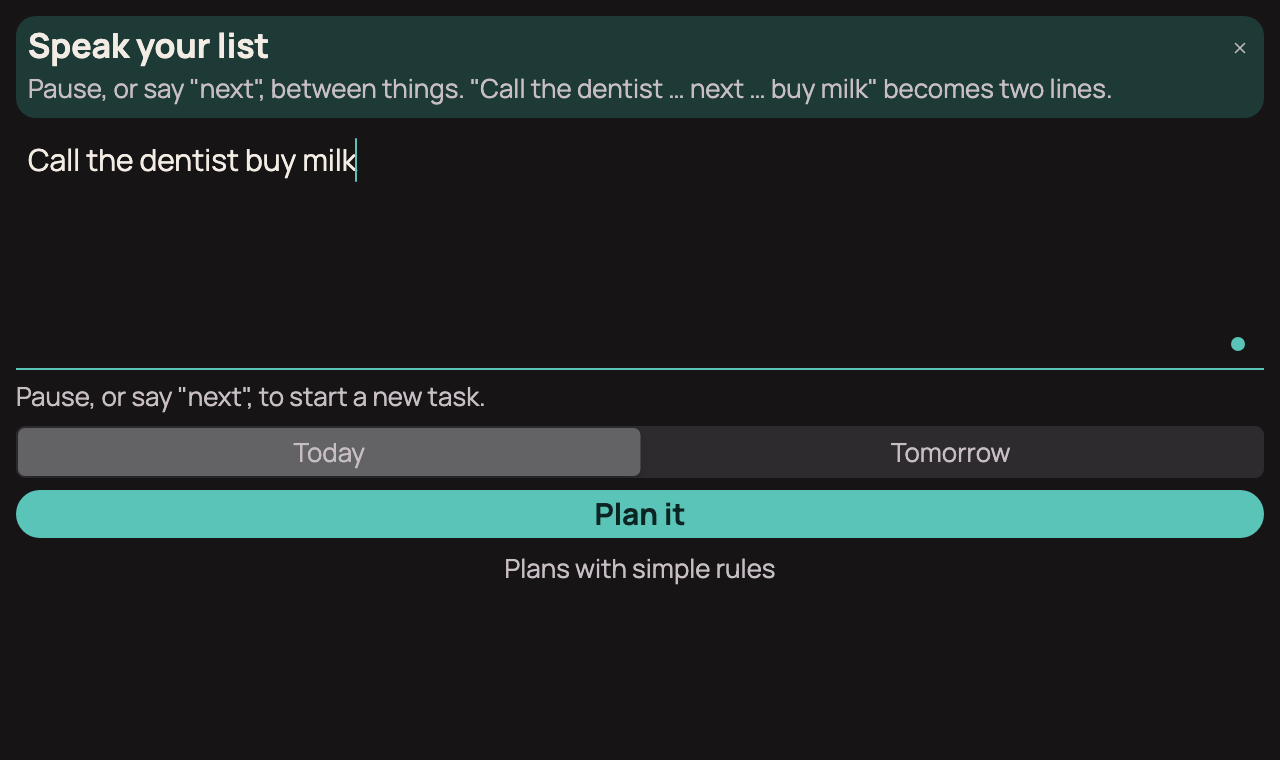 Speak your list
Pause, or say "next", between things. "Call the dentist … next … buy milk" becomes two lines.
Call the dentist buy milk
Pause, or say "next", to start a new task.
Today
Tomorrow
Plan it
Plans with simple rules